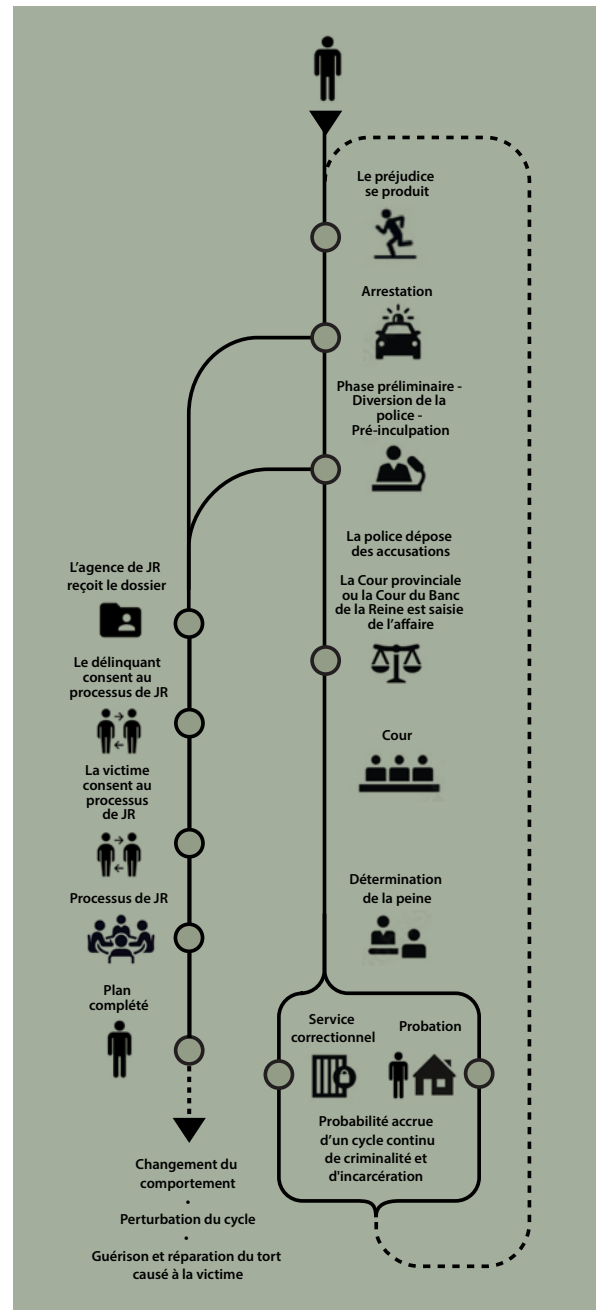 Le préjudice
se produit
Arrestation
Phase préliminaire -
Diversion de la
police -
Pré-inculpation
La police dépose
des accusations
La Cour provinciale
ou la Cour du Banc
de la Reine est saisie
de l'affaire
Cour
Détermination
de la peine
Service
correctionnel
Probation
Probabilité accrue
d'un cycle continu
de criminalité et
d'incarcération
L'agence de JR
reçoit le dossier
Le délinquant
consent au
processus de JR
La victime
consent au
processus
de JR
Processus de JR
Plan
complété
Changement du
comportement
•
Perturbation du cycle
•
Guérison et réparation du tort
causé à la victime